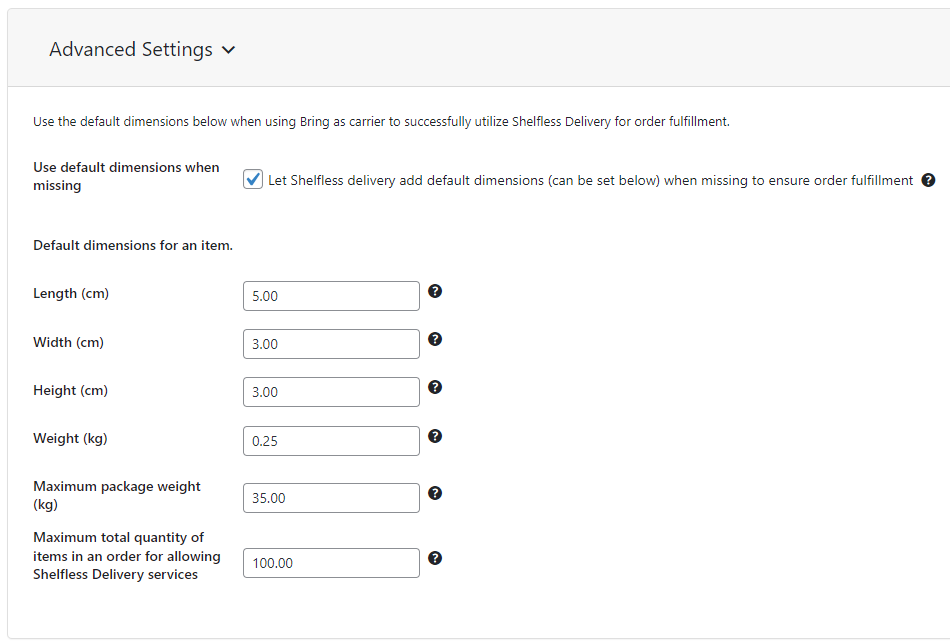 Advanced Settings
Use the default dimensions below when using Bring as carrier to successfully utilize Shelfless Delivery for order fulfillment.
Use default dimensions when
missing
Let Shelfless delivery add default dimensions (can be set below) when missing to ensure order fulfillment ?
Default dimensions for an item.
Length (cm)
5.00 ?
Width (cm)
3.00 ?
Height (cm)
3.00 ?
Weight (kg)
0.25 ?
Maximum package weight
(kg)
35.00 ?
Maximum total quantity of
items in an order for allowing
Shelfless Delivery services
100.00 ?